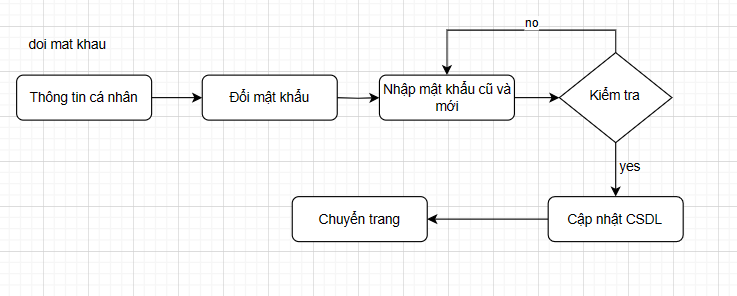 no
doi mat khau
Thông tin cá nhân
Đổi mật khẩu
Nhập mật khẩu cũ và
mới
Kiểm tra
yes
Chuyển trang
Cập nhật CSDL